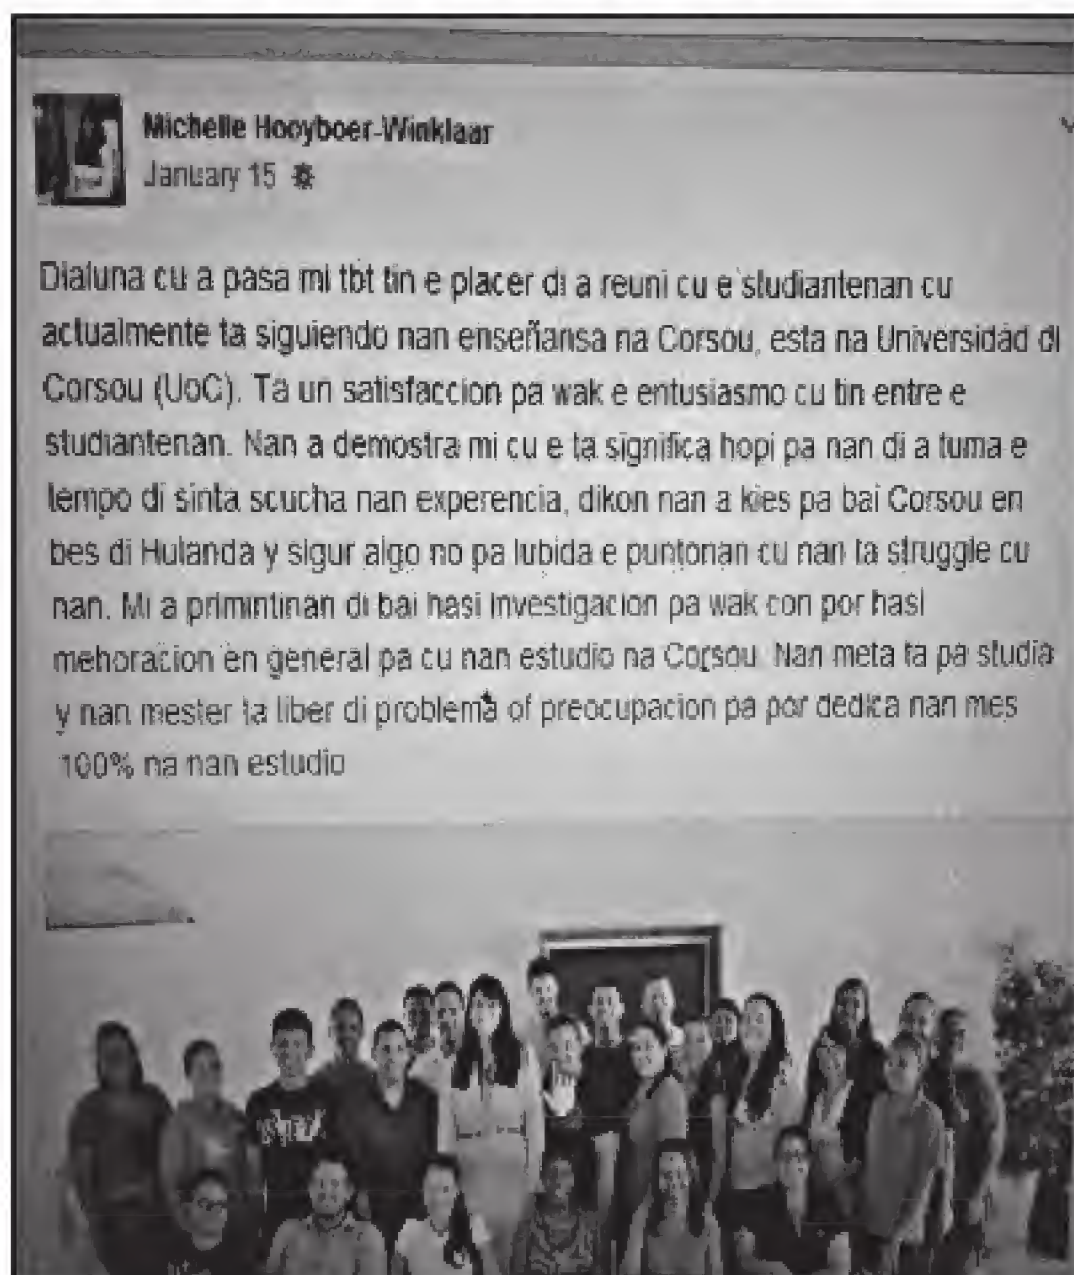 Michelle Hooyboer-Winklaar
January 15
Dialuna cu a pasa mi tbt tin e placer di a reuni cu e studiantenan cu
actualmente ta siguiendo nan enseñansa na Corsou, esta na Universidad di
Corsou (UoC). Ta un satisfaccion pa wak e entusiasmo cu tin entre e
studiantenan. Nan a demostra mi cu e ta significa hopi pa nan di a tuma e
tempo di sinta scucha nan experencia, dikon nan a kies pa bai Corsou en
bes di Hulanda y sigur algo no pa lubida e puntonan cu nan ta struggle cu
nan. Mi a primintinan di bai hasi investigacion pa wak con por hasi
mehoracion en general pa cu nan estudio na Corsou. Nan meta ta pa studia
y nan mester ta liber di problema of preocupacion pa por dedica nan mes
100% na nan estudio